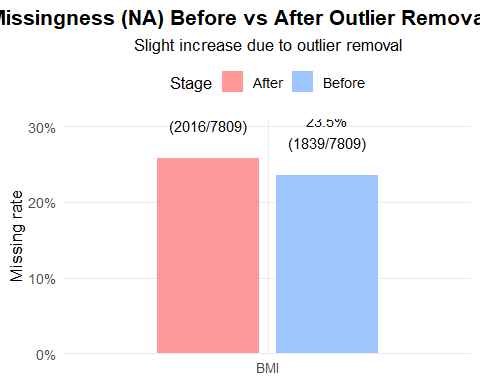 Missingness (NA) Before vs After Outlier Remova
Slight increase due to outlier removal
Stage After Before
30%
20%
10%
0%
Missing rate
(2016/7809)
23.5%
(1839/7809)
BMI